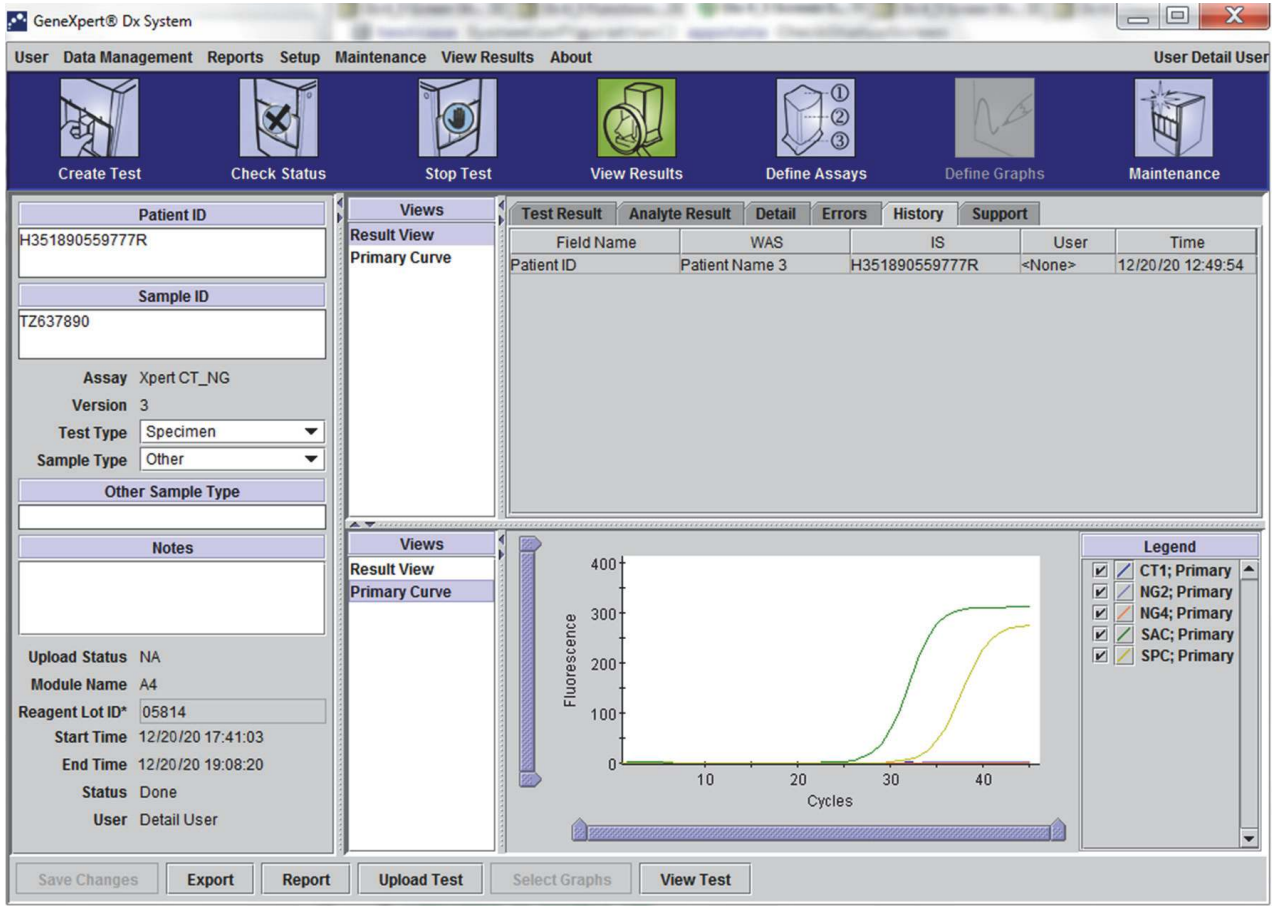 GeneXpert® Dx System
User Data Management Reports Setup Maintenance View Results About User Detail User
① ② ③
Create Test Check Status Stop Test View Results Define Assays Define Graphs Maintenance
Patient ID
H351890559777R
Sample ID
TZ637890
Assay Xpert CT_NG
Version 3
Test Type Specimen
Sample Type Other
Other Sample Type
Notes
Upload Status NA
Module Name A4
Reagent Lot ID* 05814
Start Time 12/20/20 17:41:03
End Time 12/20/20 19:08:20
Status Done
User Detail User
Views
Result View
Primary Curve
Test Result Analyte Result Detail Errors History Support
Field Name WAS IS User Time
Patient ID Patient Name 3 H351890559777R <None> 12/20/20 12:49:54
Views
Result View
Primary Curve
Fluorescence
400
300
200
100
0
10 20 30 40
Cycles
Legend
CT1; Primary
NG2; Primary
NG4; Primary
SAC; Primary
SPC; Primary
Save Changes Export Report Upload Test Select Graphs View Test